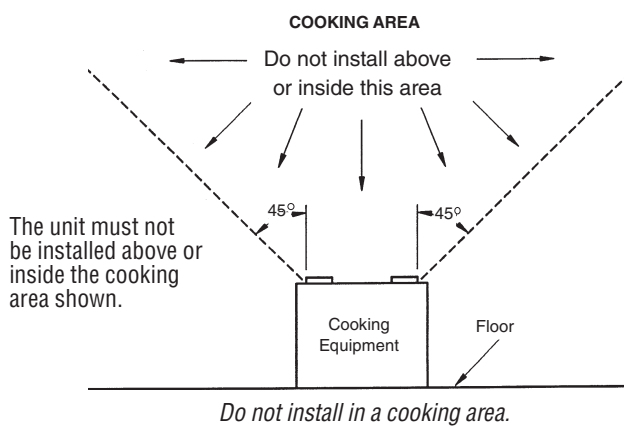 COOKING AREA
Do not install above
or inside this area
45°
45°
The unit must not
be installed above or
inside the cooking
area shown.
Cooking
Equipment
Floor
Do not install in a cooking area.